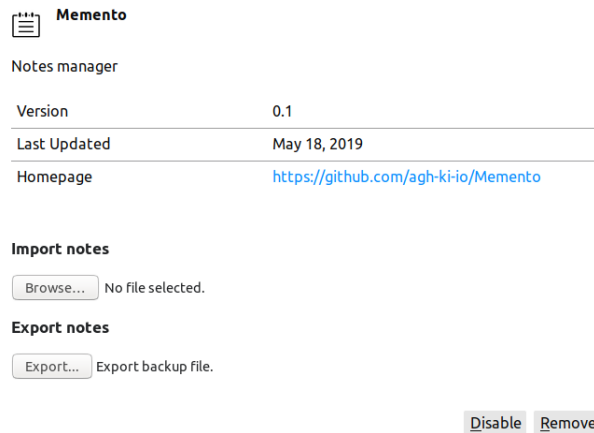 Memento
Notes manager
Version 0.1
Last Updated May 18, 2019
Homepage https://github.com/agh-ki-io/Memento
Import notes
Browse... No file selected.
Export notes
Export... Export backup file.
Disable Remove